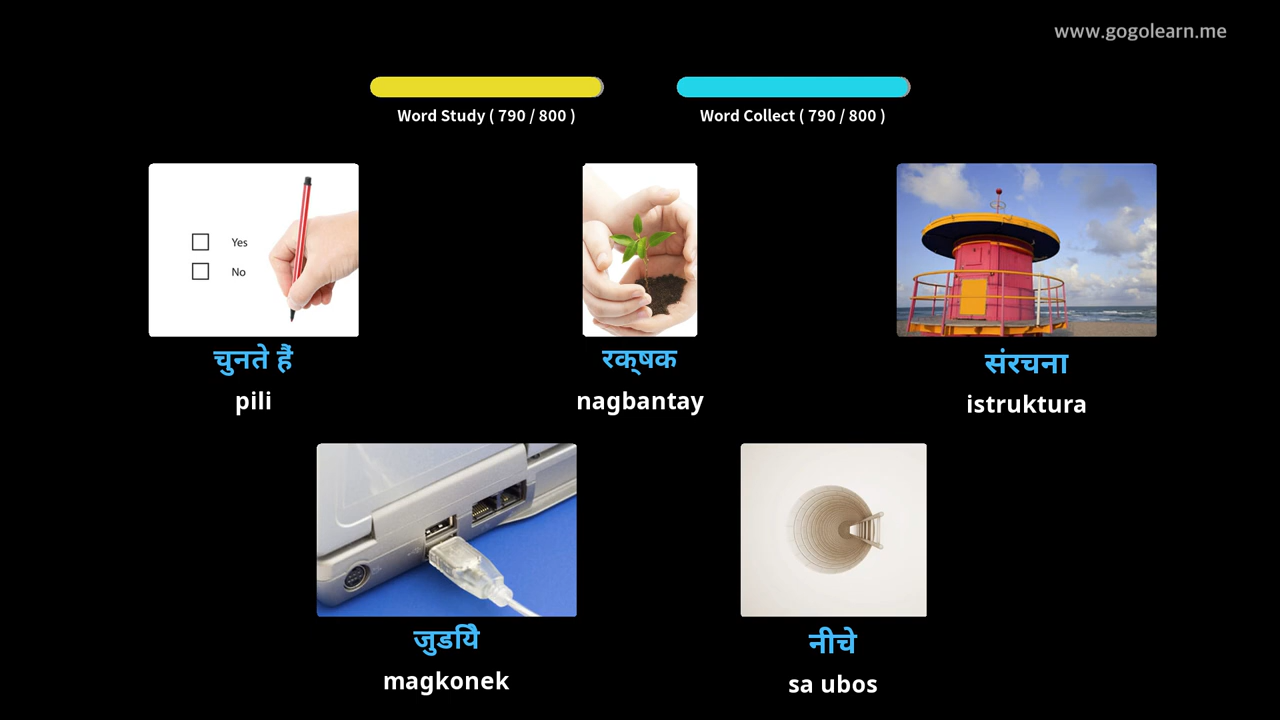 www.gogolearn.me
Word Study ( 790 / 800 )
Word Collect ( 790 / 800 )
Yes
No
चुनते हैं
रक्षक
संरचना
pili
nagbantay
istruktura
जुडिये
नीचे
magkonek
sa ubos